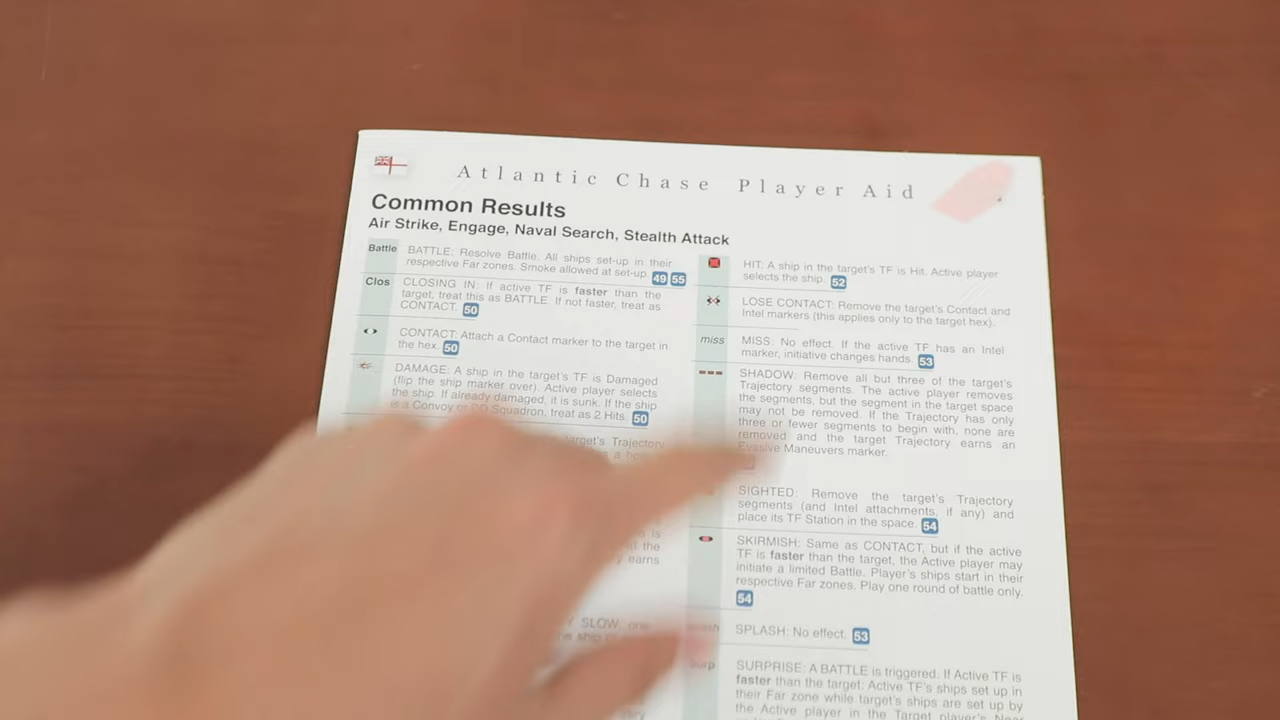 Atlantic Chase Player Aid
Common Results
Air Strike, Engage, Naval Search, Stealth Attack
Battle
BATTLE: Resolve Battle. All ships set-up in their
respective Far zones. Smoke allowed at set-up. 49 55
Clos
CLOSING IN: If active TF is faster than the
target, treat this as BATTLE. If not faster, treat as
CONTACT. 50
CONTACT: Attach a Contact marker to the target in
the hex. 50
DAMAGE: A ship in the target's TF is Damaged
(flip the ship marker over). Active player selects
the ship. If already damaged, it is sunk. If the ship
is a Convoy or DD Squadron, treat as 2 Hits. 50
target's Trajectory
is
the
earns
SLOW, one
HIT: A ship in the target's TF is Hit. Active player
selects the ship. 52
LOSE CONTACT: Remove the target's Contact and
Intel markers (this applies only to the target hex).
miss
MISS: No effect. If the active TF has an Intel
marker, initiative changes hands. 53
SHADOW: Remove all but three of the target's
Trajectory segments. The active player removes
the segments, but the segment in the target space
may not be removed. If the Trajectory has only
three or fewer segments to begin with, none are
removed and the target Trajectory earns an
Evasive Maneuvers marker.
SIGHTED: Remove the target's Trajectory
segments (and Intel attachments, if any) and
place its TF Station in the space. 54
SKIRMISH: Same as CONTACT, but if the active
TF is faster than the target, the Active player may
initiate a limited Battle. Player's ships start in their
respective Far zones. Play one round of battle only.
54
SPLASH: No effect. 53
SURPRISE: A BATTLE is triggered. If Active TF is
faster than the target: Active TF's ships set up in
their Far zone while target's ships are set up by
the Active player in the Target player's Near